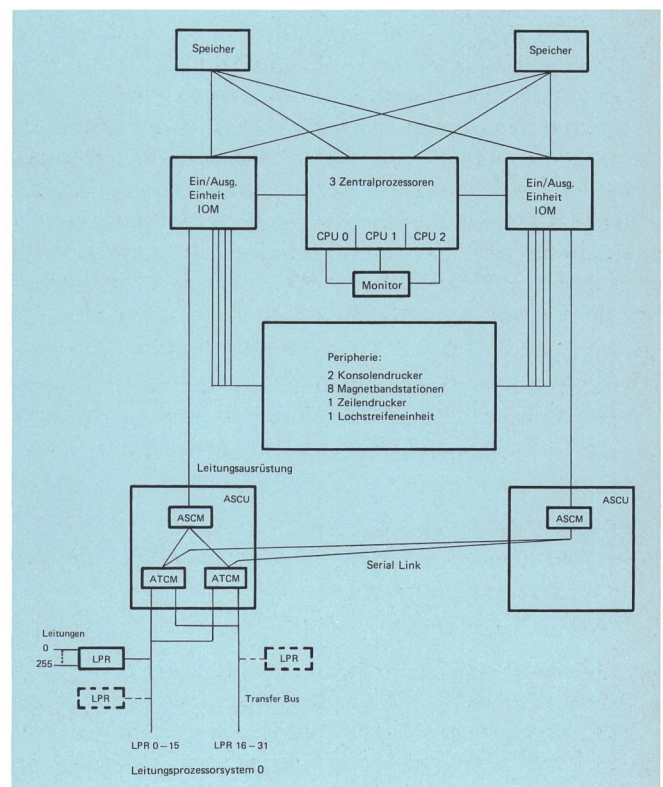 Speicher
Speicher
Ein/Ausg.
Einheit
IOM
3 Zentralprozessoren
CPU 0 CPU 1 CPU 2
Ein/Ausg.
Einheit
IOM
Monitor
Peripherie:
2 Konsolendrucker
8 Magnetbandstationen
1 Zeilendrucker
1 Lochstreifeneinheit
Leitungsausrüstung
ASCU
ASCM
ATCM
ATCM
ASCU
ASCM
Serial Link
Leitungen
0
255
LPR
LPR
LPR
Transfer Bus
LPR 0–15
LPR 16–31
Leitungsprozessorsystem 0